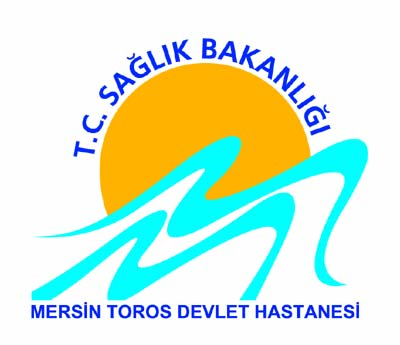 T.C. SAĞLIK BAKANLIĞI
MERSİN TOROS DEVLET HASTANESİ